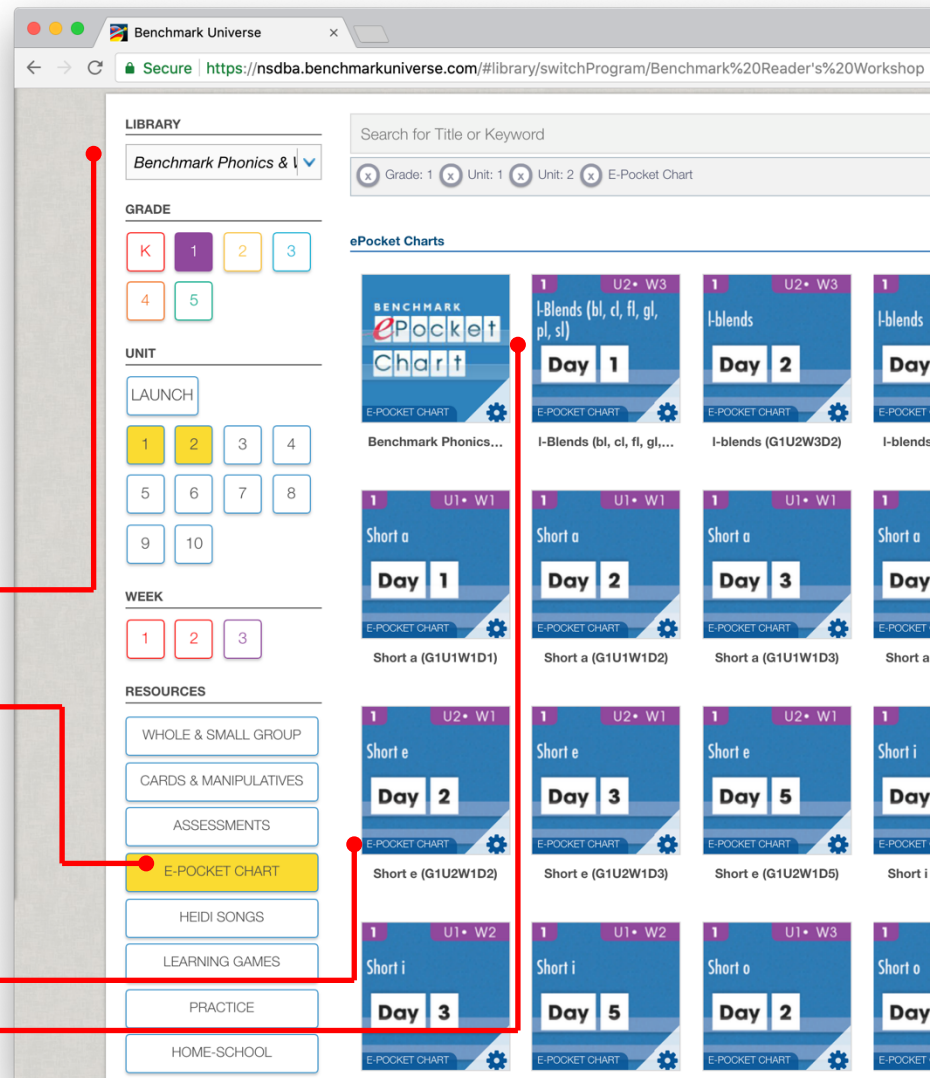 Benchmark Universe ×
Secure https://nsdba.benchmarkuniverse.com/#library/switchProgram/Benchmark%20Reader's%20Workshop
LIBRARY
Benchmark Phonics &
GRADE
K 1 2 3
4 5
UNIT
LAUNCH
1 2 3 4
5 6 7 8
9 10
WEEK
1 2 3
RESOURCES
WHOLE & SMALL GROUP
CARDS & MANIPULATIVES
ASSESSMENTS
E-POCKET CHART
HEIDI SONGS
LEARNING GAMES
PRACTICE
HOME-SCHOOL
Search for Title or Keyword
x Grade: 1 x Unit: 1 x Unit: 2 x E-Pocket Chart
ePocket Charts
BENCHMARK
ePocket
Chart
E-POCKET CHART
Benchmark Phonics...
1 U2• W3
l-Blends (bl, cl, fl, gl,
pl, sl)
Day 1
E-POCKET CHART
l-Blends (bl, cl, fl, gl,...
1 U2• W3
l-blends
Day 2
E-POCKET CHART
l-blends (G1U2W3D2)
1
l-blends
Day
E-POCKET
l-blends
1 U1• W1
Short a
Day 1
E-POCKET CHART
Short a (G1U1W1D1)
1 U1• W1
Short a
Day 2
E-POCKET CHART
Short a (G1U1W1D2)
1 U1• W1
Short a
Day 3
E-POCKET CHART
Short a (G1U1W1D3)
1
Short a
Day
E-POCKET
Short a
1 U2• W1
Short e
Day 2
E-POCKET CHART
Short e (G1U2W1D2)
1 U2• W1
Short e
Day 3
E-POCKET CHART
Short e (G1U2W1D3)
1 U2• W1
Short e
Day 5
E-POCKET CHART
Short e (G1U2W1D5)
1
Short i
Day
E-POCKET
Short i
1 U1• W2
Short i
Day 3
E-POCKET CHART
1 U1• W2
Short i
Day 5
E-POCKET CHART
1 U1• W3
Short o
Day 2
E-POCKET CHART
1
Short o
Day
E-POCKET